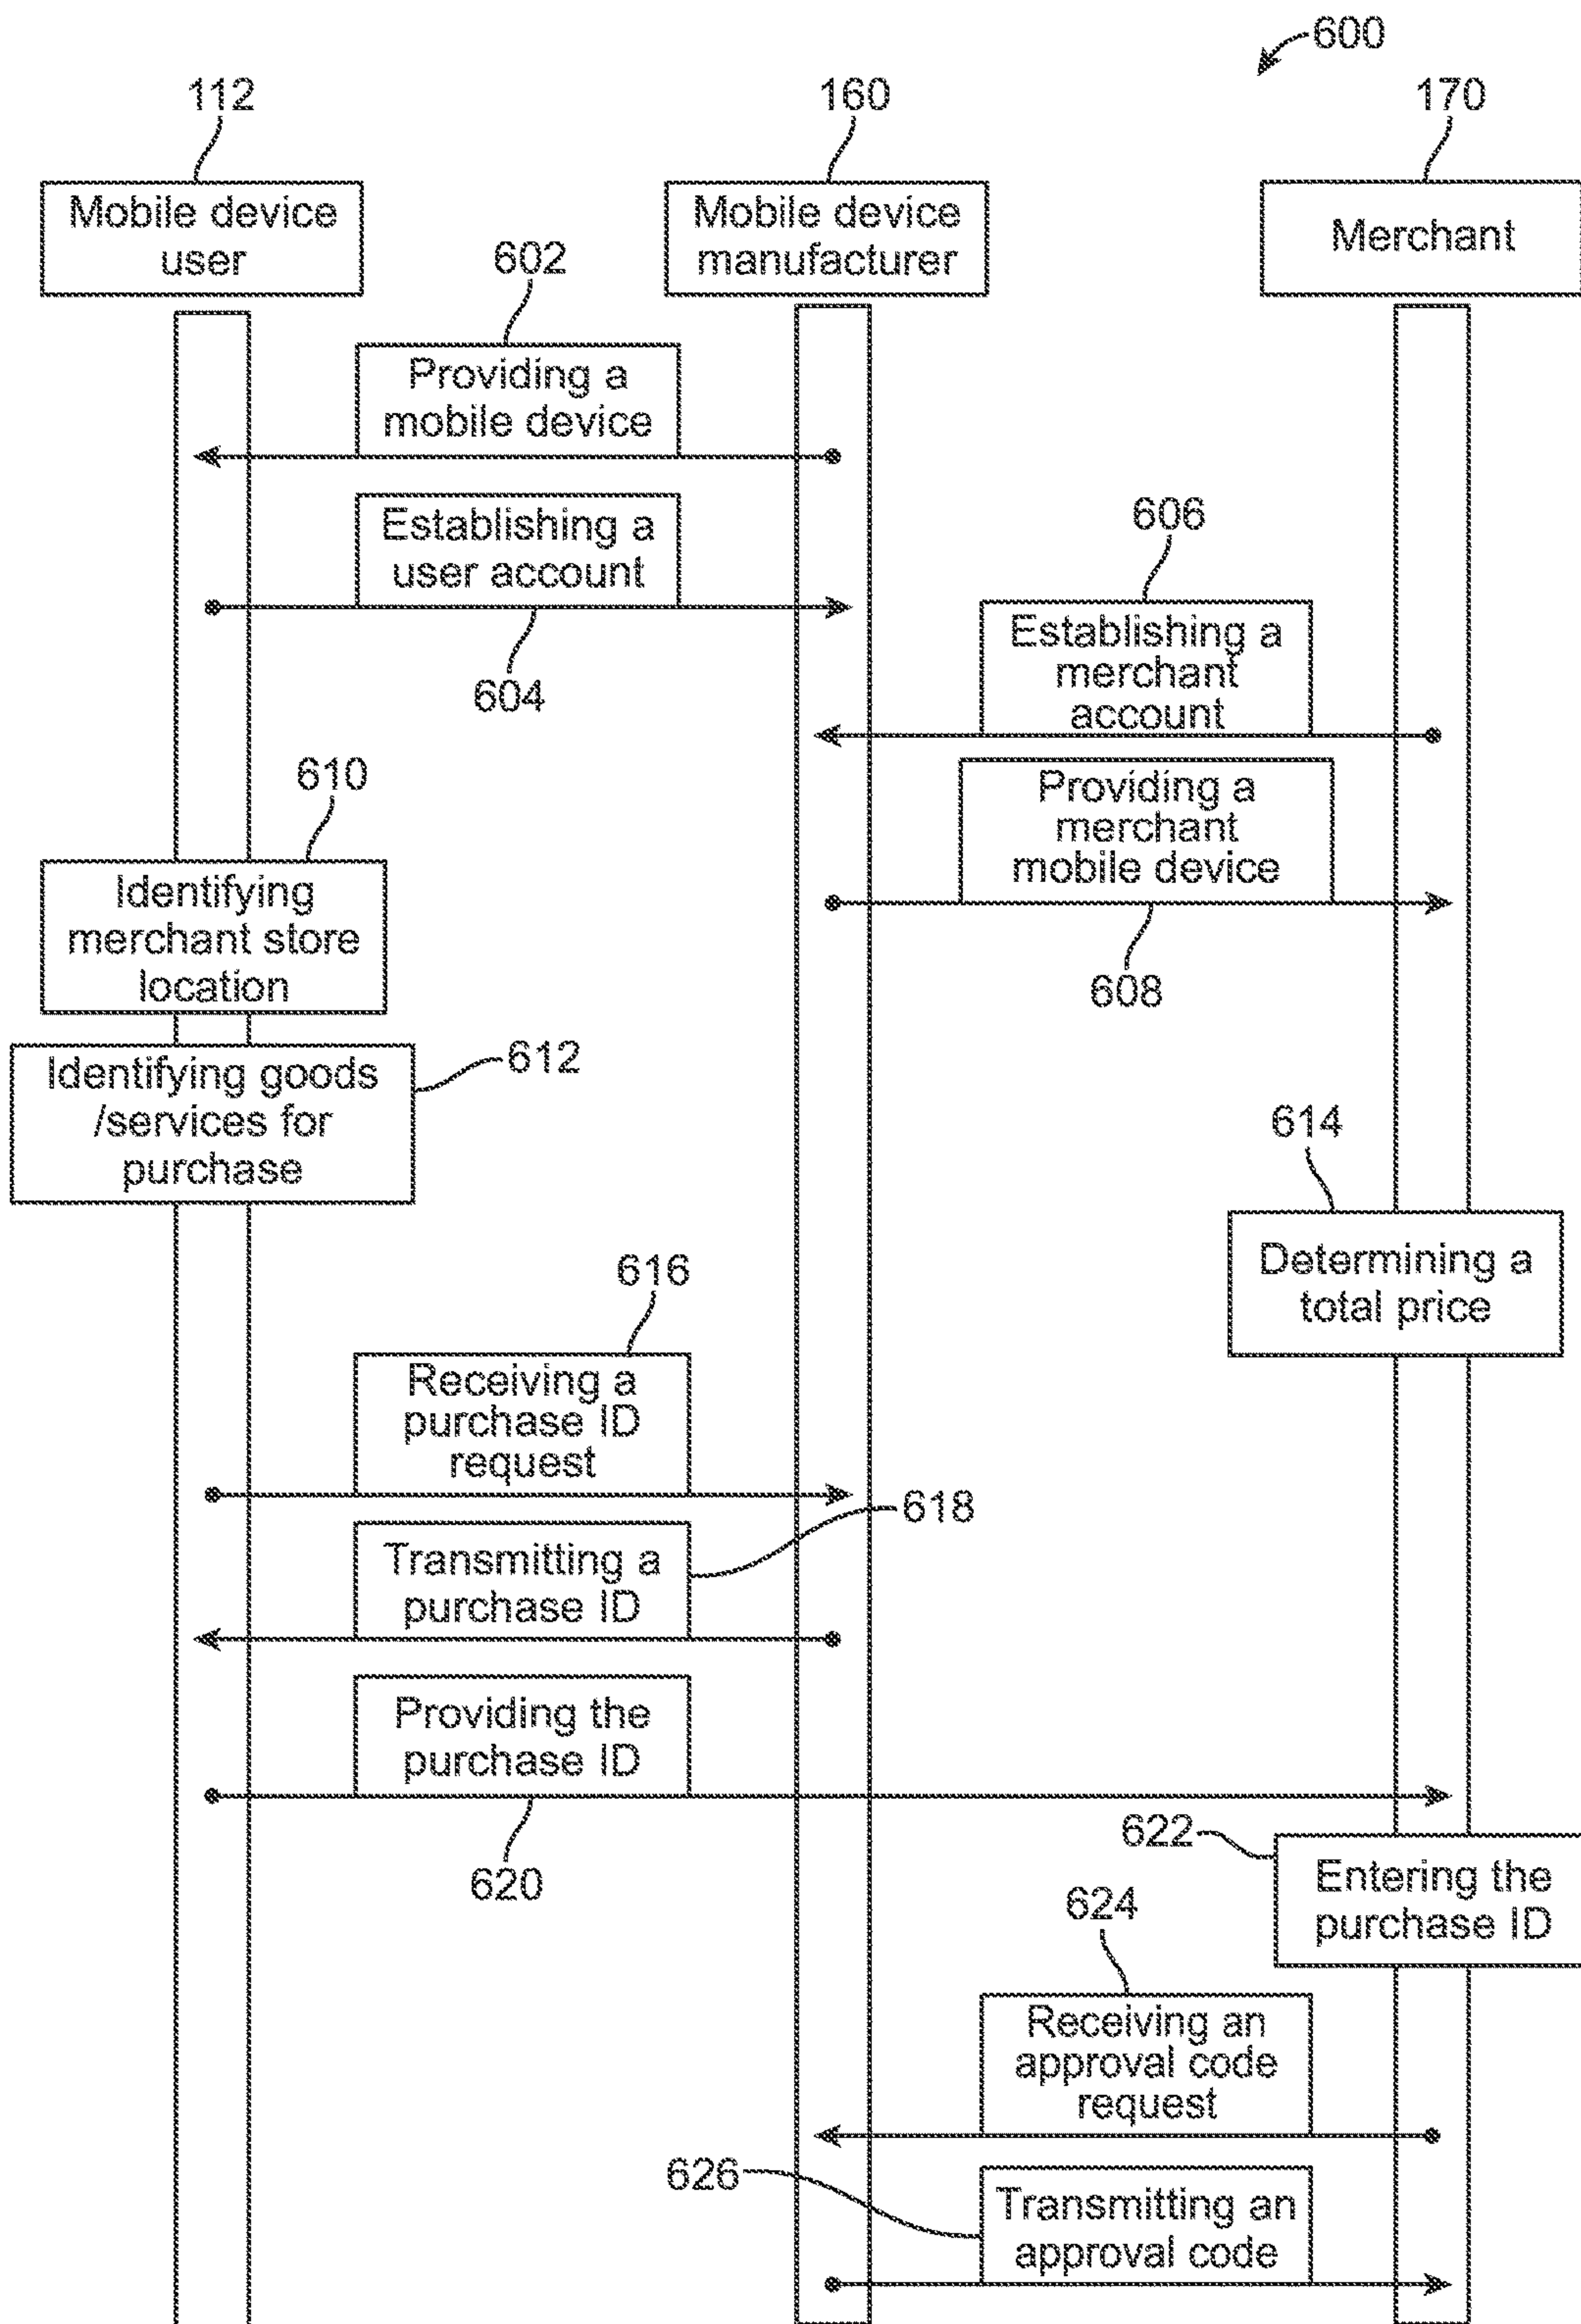 600
112
160
170
Mobile device
user
Mobile device
manufacturer
Merchant
602
Providing a
mobile device
Establishing a
user account
604
606
Establishing a
merchant
account
Providing a
merchant
mobile device
608
610
Identifying
merchant store
location
Identifying goods
/services for
purchase
612
614
Determining a
total price
616
Receiving a
purchase ID
request
618
Transmitting a
purchase ID
Providing the
purchase ID
620
622
Entering the
purchase ID
624
Receiving an
approval code
request
626
Transmitting an
approval code